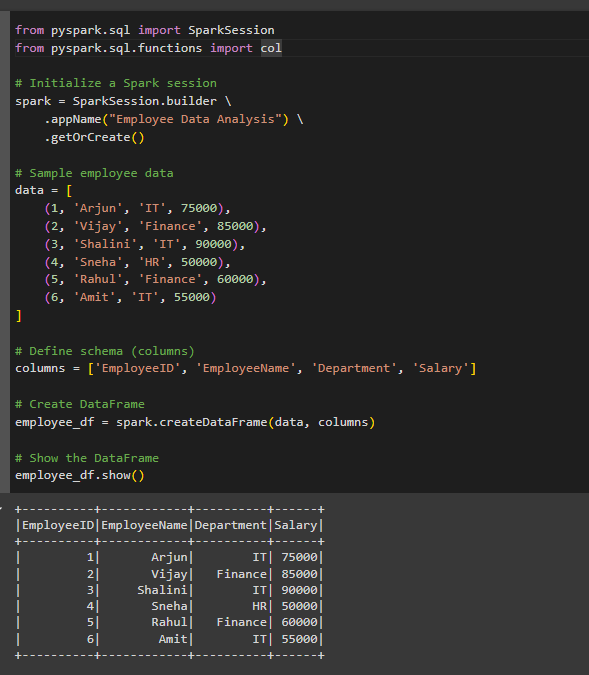 from pyspark.sql import SparkSession
from pyspark.sql.functions import col
# Initialize a Spark session
spark = SparkSession.builder \
    .appName("Employee Data Analysis") \
    .getOrCreate()
# Sample employee data
data = [
    (1, 'Arjun', 'IT', 75000),
    (2, 'Vijay', 'Finance', 85000),
    (3, 'Shalini', 'IT', 90000),
    (4, 'Sneha', 'HR', 50000),
    (5, 'Rahul', 'Finance', 60000),
    (6, 'Amit', 'IT', 55000)
]
# Define schema (columns)
columns = ['EmployeeID', 'EmployeeName', 'Department', 'Salary']
# Create DataFrame
employee_df = spark.createDataFrame(data, columns)
# Show the DataFrame
employee_df.show()
+----------+------------+----------+------+
|EmployeeID|EmployeeName|Department|Salary|
+----------+------------+----------+------+
|         1|       Arjun|        IT| 75000|
|         2|       Vijay|   Finance| 85000|
|         3|     Shalini|        IT| 90000|
|         4|       Sneha|        HR| 50000|
|         5|       Rahul|   Finance| 60000|
|         6|        Amit|        IT| 55000|
+----------+------------+----------+------+